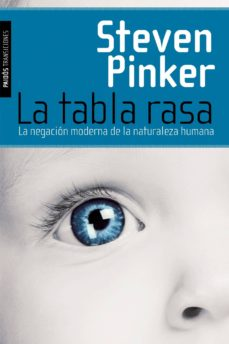 Steven
Pinker
PAIDÓS TRANSICIONES
La tabla rasa
La negación moderna de la naturaleza humana